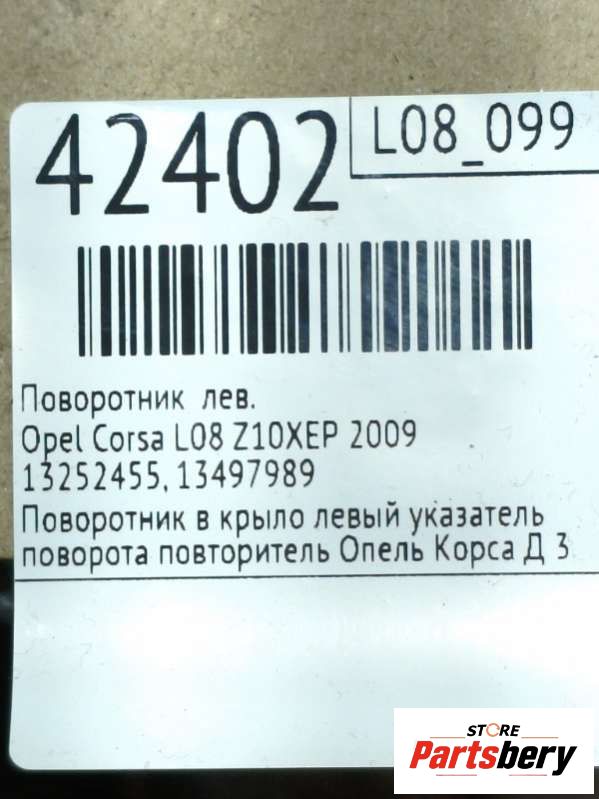 42402
L08_099
Поворотник лев.
Opel Corsa L08 Z10XEP 2009
13252455, 13497989
Поворотник в крыло левый указатель
поворота повторитель Опель Корса Д 3
STORE
Partsbery